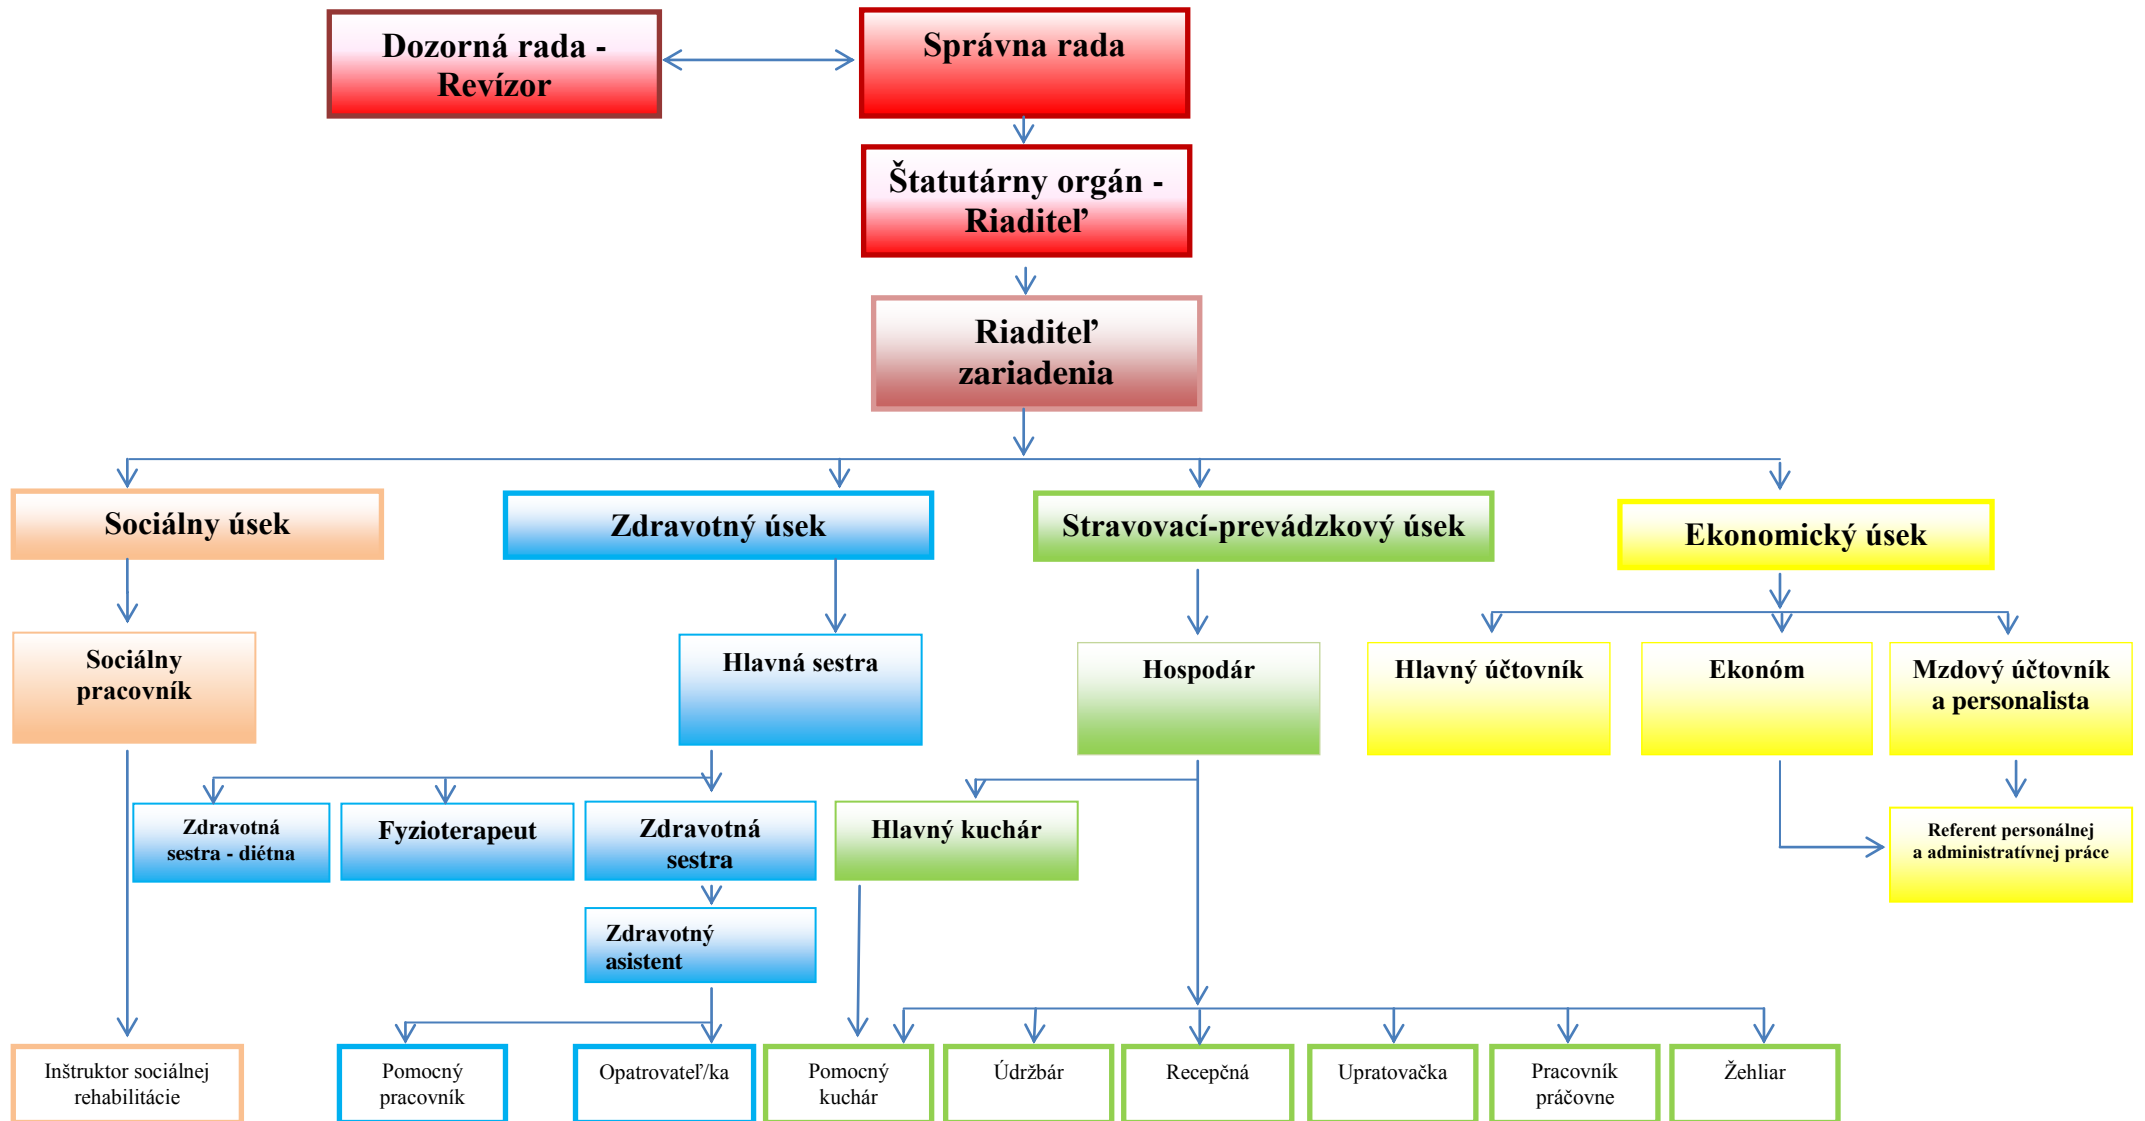 Dozorná rada -
Revízor
Správna rada
Štatutárny orgán -
Riaditeľ
Riaditeľ
zariadenia
Sociálny úsek
Zdravotný úsek
Stravovací-prevádzkový úsek
Ekonomický úsek
Sociálny
pracovník
Hlavná sestra
Hospodár
Hlavný účtovník
Ekonóm
Mzdový účtovník
a personalista
Zdravotná
sestra - diétna
Fyzioterapeut
Zdravotná
sestra
Hlavný kuchár
Referent personálnej
a administratívnej práce
Zdravotný
asistent
Inštruktor sociálnej
rehabilitácie
Pomocný
pracovník
Opatrovateľ/ka
Pomocný
kuchár
Údržbár
Recepčná
Upratovačka
Pracovník
práčovne
Žehliar